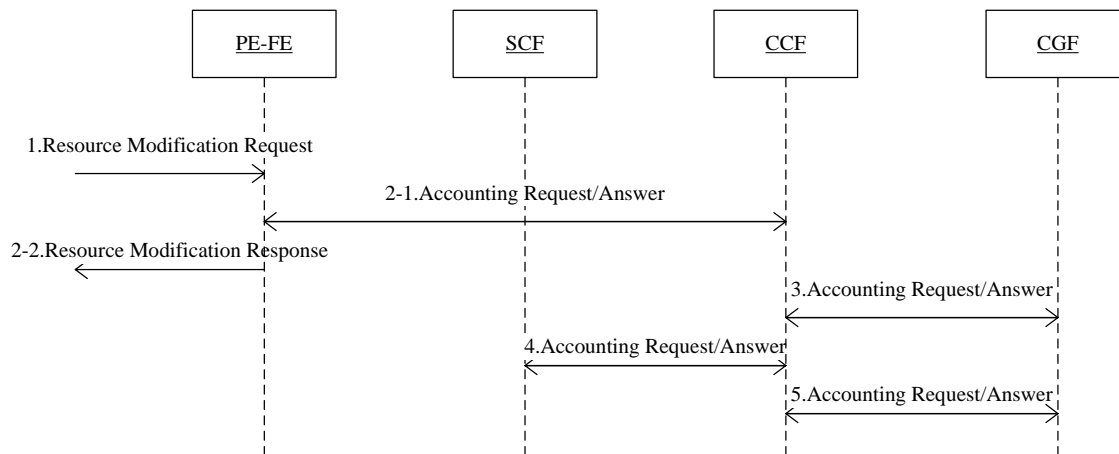 PE-FE
SCF
CCF
CGF
1.Resource Modification Request
2-1.Accounting Request/Answer
2-2.Resource Modification Response
3.Accounting Request/Answer
4.Accounting Request/Answer
5.Accounting Request/Answer